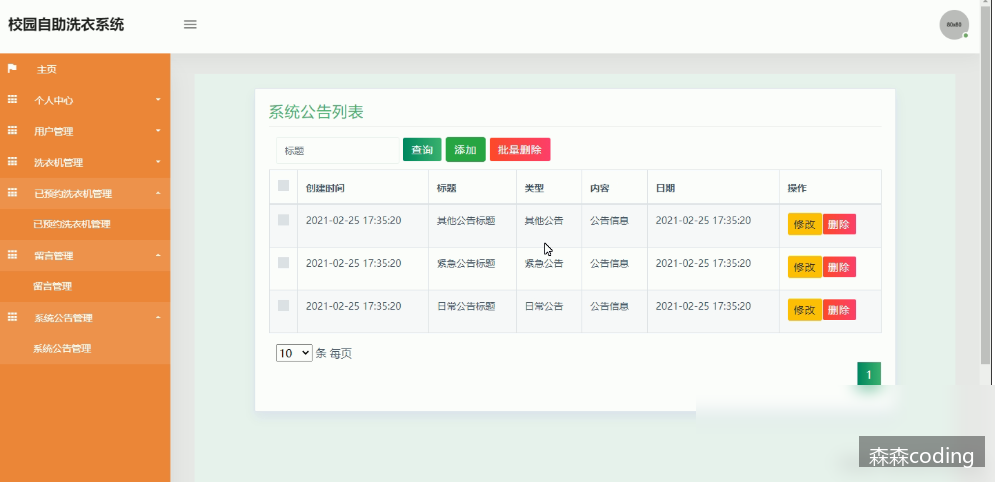 校园自助洗衣系统
60x60
主页
个人中心
用户管理
洗衣机管理
已预约洗衣机管理
已预约洗衣机管理
留言管理
留言管理
系统公告管理
系统公告管理
系统公告列表
标题 查询 添加 批量删除
创建时间 标题 类型 内容 日期 操作
2021-02-25 17:35:20 其他公告标题 其他公告 公告信息 2021-02-25 17:35:20 修改 删除
2021-02-25 17:35:20 紧急公告标题 紧急公告 公告信息 2021-02-25 17:35:20 修改 删除
2021-02-25 17:35:20 日常公告标题 日常公告 公告信息 2021-02-25 17:35:20 修改 删除
10 条 每页
1
森森coding